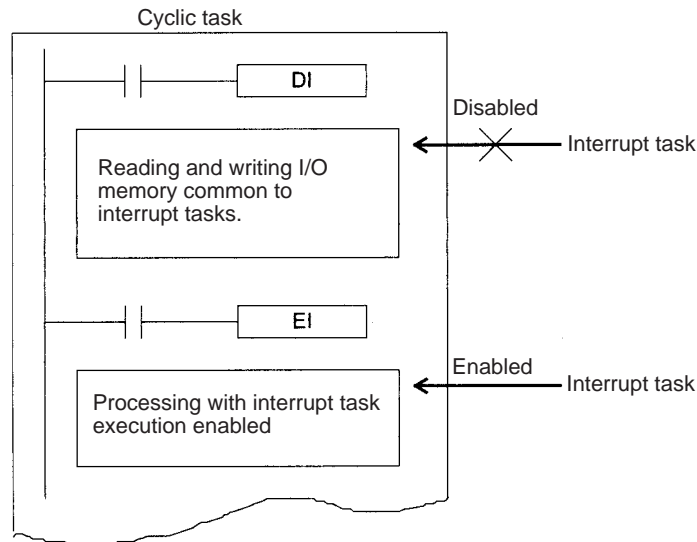 Cyclic task
DI
Disabled
Interrupt task
Reading and writing I/O
memory common to
interrupt tasks.
EI
Enabled
Interrupt task
Processing with interrupt task
execution enabled